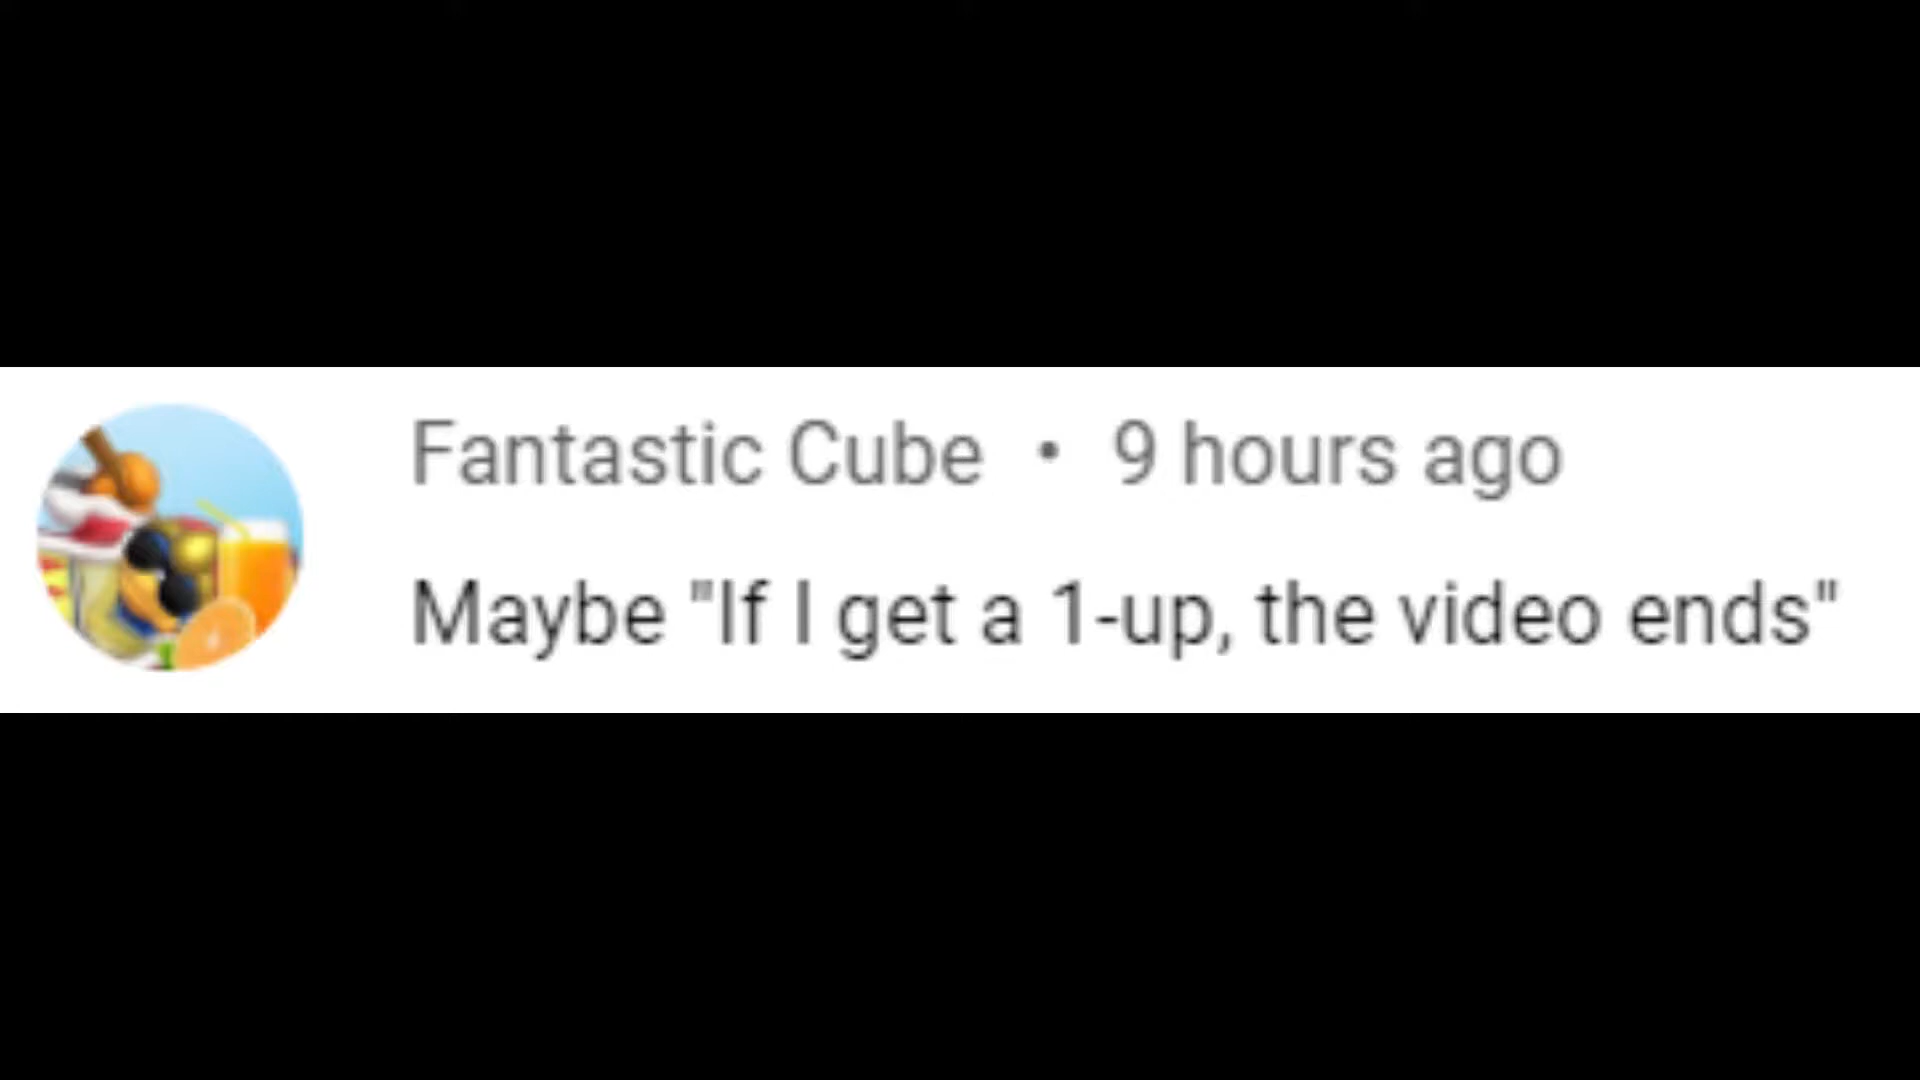 Fantastic Cube • 9 hours ago
Maybe "If I get a 1-up, the video ends"